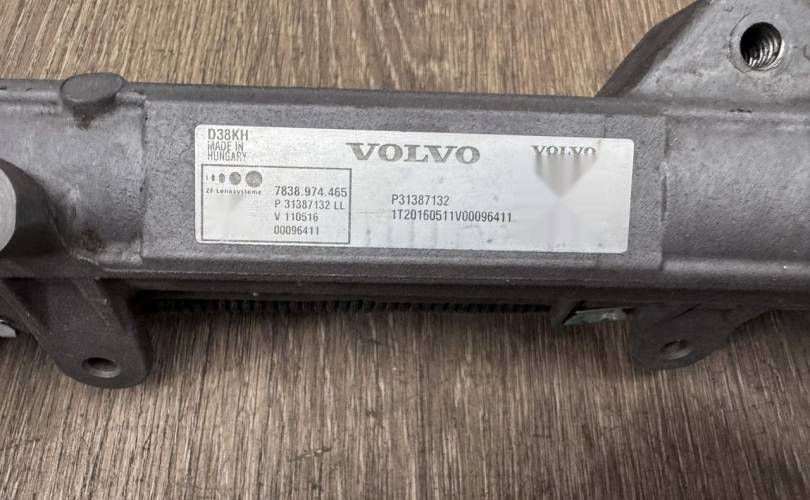 D38KH
MADE IN
HUNGARY
VOLVO
VOLVO
ZF Lenksysteme
7838.974.465
P 31387132 LL
V 110516
00096411
P31387132
1T20160511V00096411